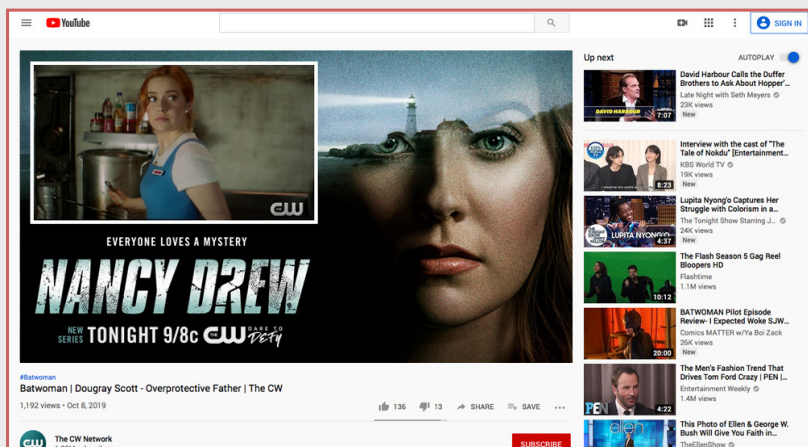 YouTube
SIGN IN
CW
EVERYONE LOVES A MYSTERY
NANCY DREW
NEW SERIES TONIGHT 9/8c THE CW DARE TO DEFY
#Batwoman
Batwoman | Dougray Scott - Overprotective Father | The CW
1,192 views • Oct 8, 2019
136
13
SHARE
SAVE
CW
The CW Network
SUBSCRIBE
Up next
AUTOPLAY
DAVID HARBOUR
7:07
David Harbour Calls the Duffer
Brothers to Ask About Hopper'...
Late Night with Seth Meyers
23K views
New
KBS WORLD TV
8:23
Interview with the cast of "The
Tale of Nokdu" [Entertainment...
KBS World TV
19K views
New
LUPITA NYONG'O
4:37
Lupita Nyong'o Captures Her
Struggle with Colorism in a...
The Tonight Show Starring J...
24K views
New
10:12
The Flash Season 5 Gag Reel
Bloopers HD
Flashtime
1.1M views
20:00
BATWOMAN Pilot Episode
Review- I Expected Woke SJW...
Comics MATTER w/Ya Boi Zack
26K views
New
PEN
4:22
The Men's Fashion Trend That
Drives Tom Ford Crazy | PEN |...
Entertainment Weekly
1.4M views
ellen
This Photo of Ellen & George W.
Bush Will Give You Faith in...
TheEllenShow